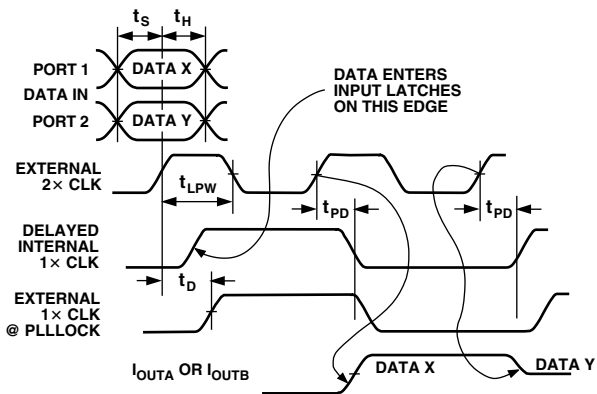 tS tH
PORT 1 DATA X
DATA IN
PORT 2 DATA Y
DATA ENTERS
INPUT LATCHES
ON THIS EDGE
EXTERNAL
2× CLK
tLPW
tPD
tPD
DELAYED
INTERNAL
1× CLK
tD
EXTERNAL
1× CLK
@ PLLLOCK
IOUTA OR IOUTB
DATA X
DATA Y